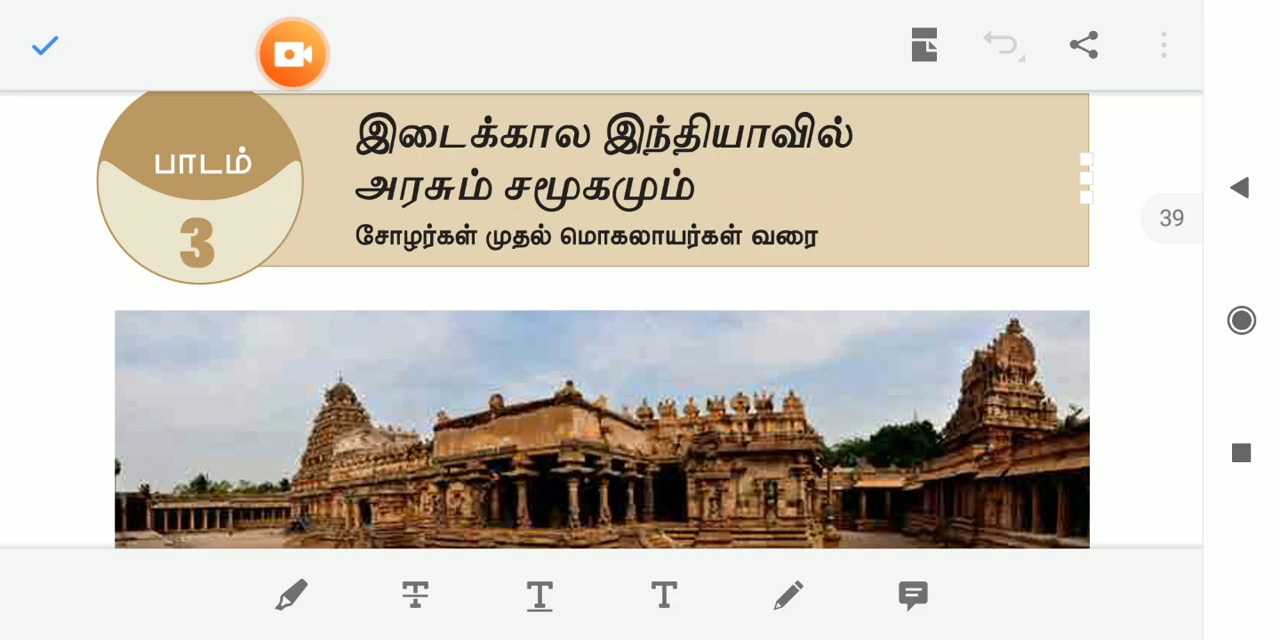 பாடம்
3
இடைக்கால இந்தியாவில்
அரசும் சமூகமும்
சோழர்கள் முதல் மொகலாயர்கள் வரை
39